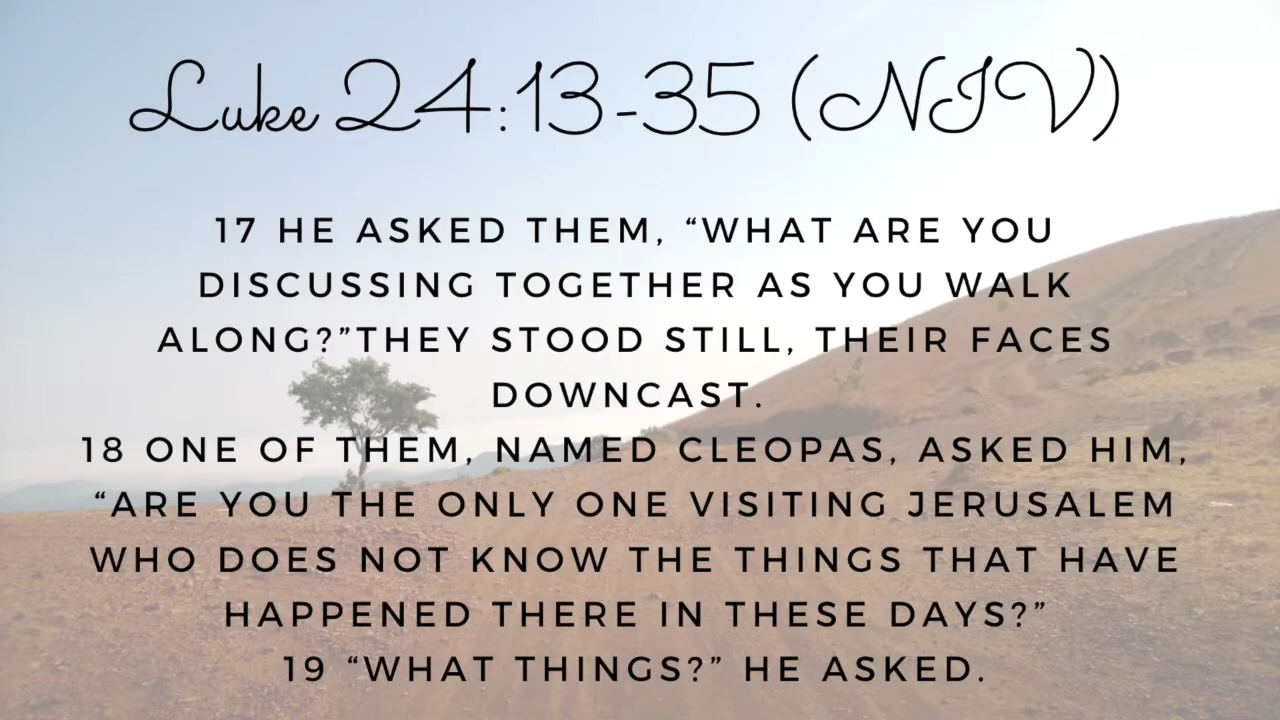 Luke 24:13-35 (NIV)
17 HE ASKED THEM, “WHAT ARE YOU
DISCUSSING TOGETHER AS YOU WALK
ALONG?”THEY STOOD STILL, THEIR FACES
DOWNCAST.
18 ONE OF THEM, NAMED CLEOPAS, ASKED HIM,
“ARE YOU THE ONLY ONE VISITING JERUSALEM
WHO DOES NOT KNOW THE THINGS THAT HAVE
HAPPENED THERE IN THESE DAYS?”
19 “WHAT THINGS?” HE ASKED.